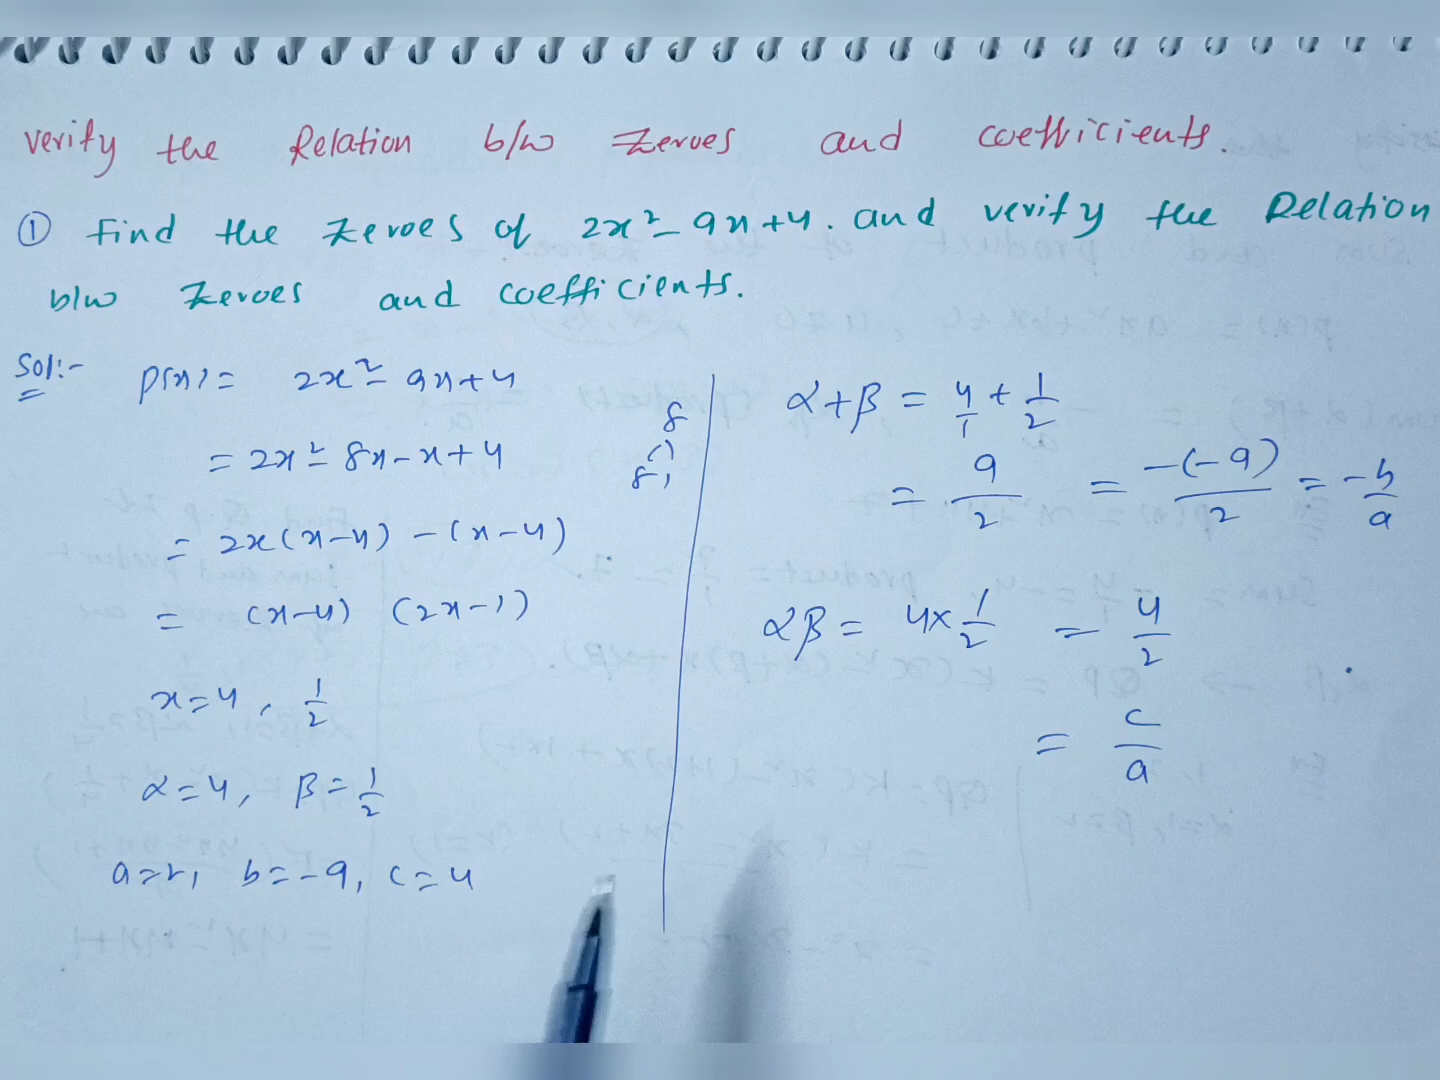 verify the Relation b/w Zeroes and coefficients.
① Find the Zeroes of 2x²-9x+4. and verify the Relation
b/w Zeroes and coefficients.
Sol:- p(x) = 2x²-9x+4
= 2x²-8x-x+4
8
8,1
= 2x(x-4) -(x-4)
= (x-4) (2x-1)
x=4, 1/2
α=4, β=1/2
a=2, b=-9, c=4
α+β = 4/1 + 1/2
= 9/2 = -(-9)/2 = -b/a
αβ = 4×1/2 = 4/2
= c/a